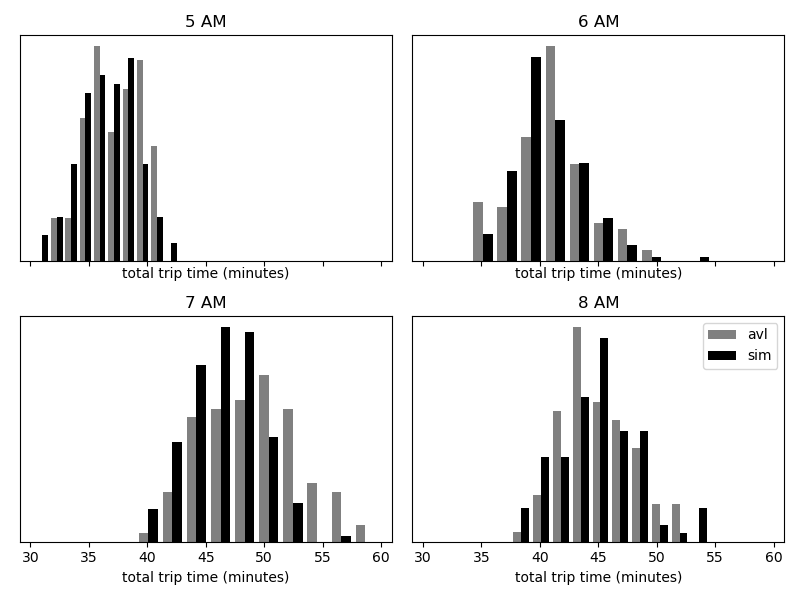 5 AM
6 AM
total trip time (minutes)
total trip time (minutes)
7 AM
8 AM
avl
sim
30 35 40 45 50 55 60
30 35 40 45 50 55 60
total trip time (minutes)
total trip time (minutes)